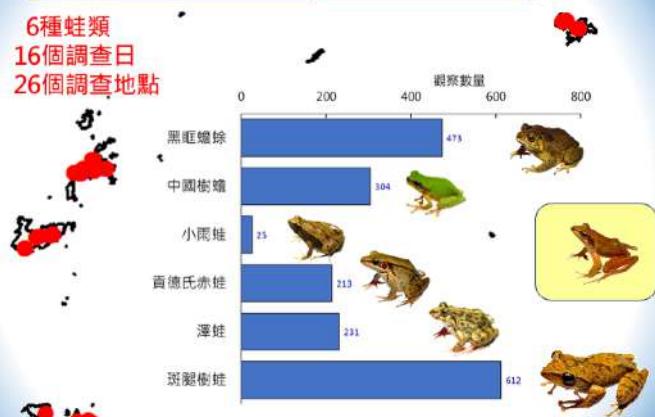 6種蛙類
16個調查日
26個調查地點
觀察數量
0 200 400 600 800
黑眶蟾蜍 473
中國樹蟾 304
小雨蛙 25
貢德氏赤蛙 213
澤蛙 231
斑腿樹蛙 612